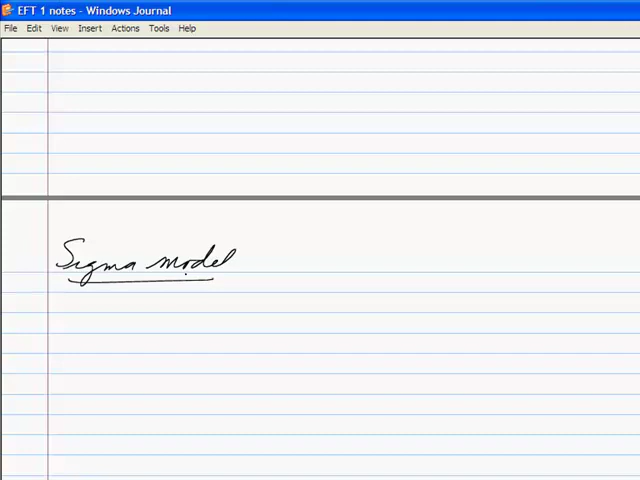 EFT 1 notes - Windows Journal
File Edit View Insert Actions Tools Help
Sigma model